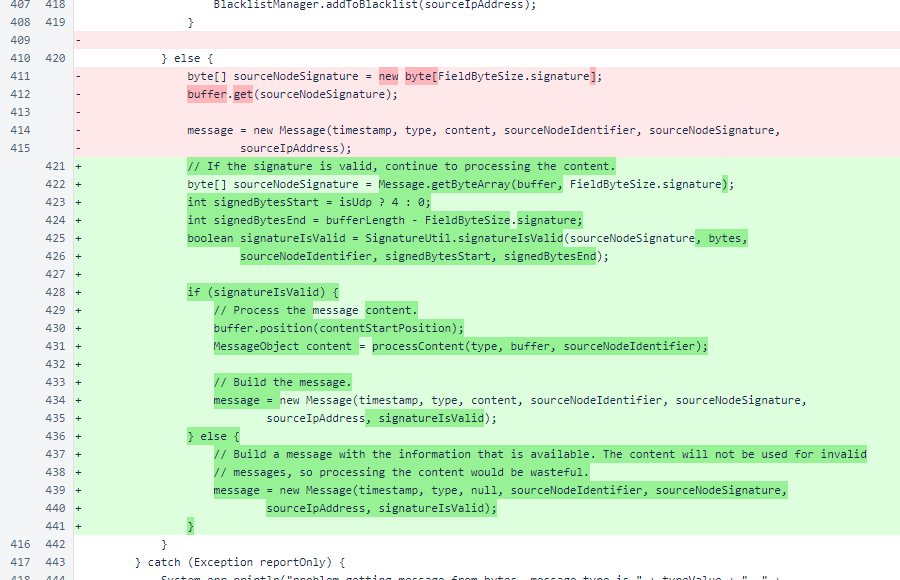 407 418 BlacklistManager.addToBlacklist(sourceIpAddress);
408 419 }
409 -
410 420 } else {
411 - byte[] sourceNodeSignature = new byte[FieldByteSize.signature];
412 - buffer.get(sourceNodeSignature);
413 -
414 - message = new Message(timestamp, type, content, sourceNodeIdentifier, sourceNodeSignature,
415 - sourceIpAddress);
421 + // If the signature is valid, continue to processing the content.
422 + byte[] sourceNodeSignature = Message.getByteArray(buffer, FieldByteSize.signature);
423 + int signedBytesStart = isUdp ? 4 : 0;
424 + int signedBytesEnd = bufferLength - FieldByteSize.signature;
425 + boolean signatureIsValid = SignatureUtil.signatureIsValid(sourceNodeSignature, bytes,
426 + sourceNodeIdentifier, signedBytesStart, signedBytesEnd);
427 +
428 + if (signatureIsValid) {
429 + // Process the message content.
430 + buffer.position(contentStartPosition);
431 + MessageObject content = processContent(type, buffer, sourceNodeIdentifier);
432 +
433 + // Build the message.
434 + message = new Message(timestamp, type, content, sourceNodeIdentifier, sourceNodeSignature,
435 + sourceIpAddress, signatureIsValid);
436 + } else {
437 + // Build a message with the information that is available. The content will not be used for invalid
438 + // messages, so processing the content would be wasteful.
439 + message = new Message(timestamp, type, null, sourceNodeIdentifier, sourceNodeSignature,
440 + sourceIpAddress, signatureIsValid);
441 + }
416 442 }
417 443 } catch (Exception reportOnly) {
418 444 System.err.println("problem getting message from bytes, message type is " + typeValue + ", " +